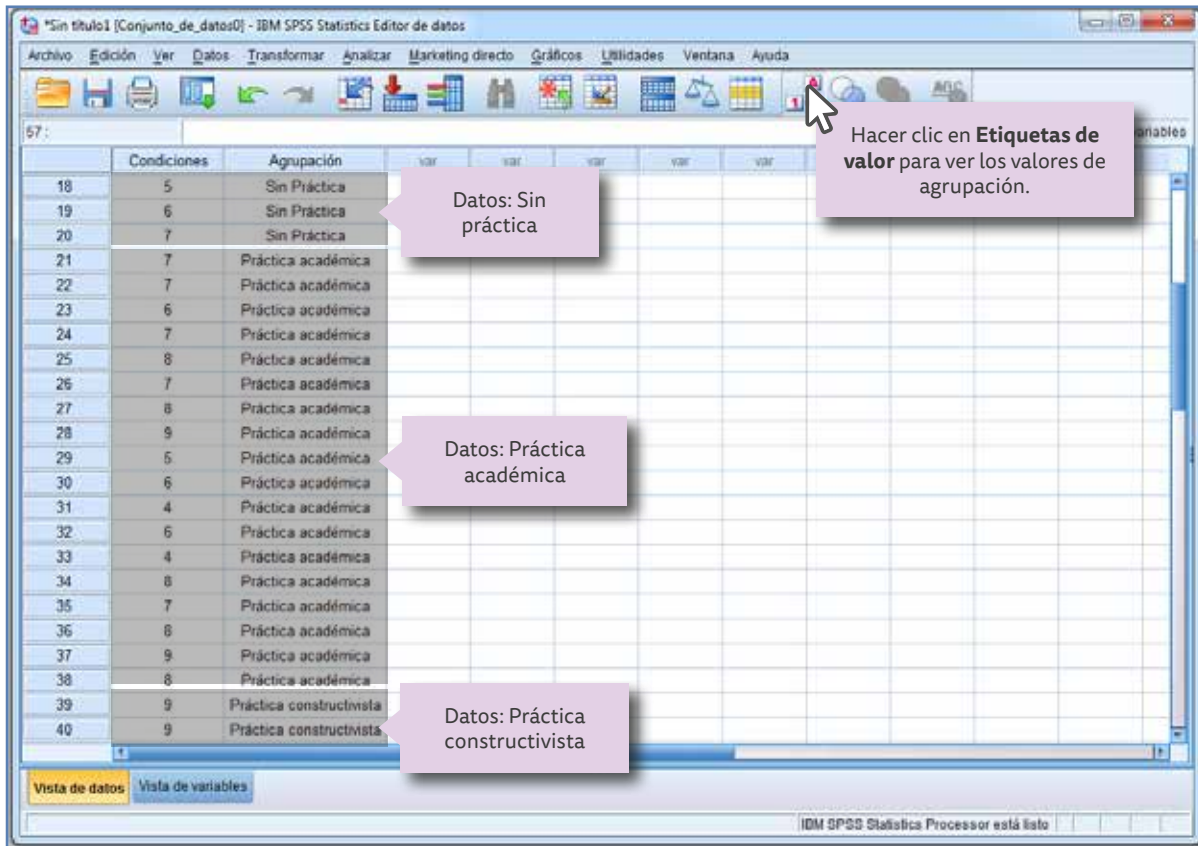 *Sin título1 [Conjunto_de_datos0] - IBM SPSS Statistics Editor de datos
Archivo Edición Ver Datos Transformar Analizar Marketing directo Gráficos Utilidades Ventana Ayuda
57:
Hacer clic en Etiquetas de
valor para ver los valores de
agrupación.
Condiciones Agrupación var var var var var
18 5 Sin Práctica
19 6 Sin Práctica
20 7 Sin Práctica
Datos: Sin
práctica
21 7 Práctica académica
22 7 Práctica académica
23 6 Práctica académica
24 7 Práctica académica
25 8 Práctica académica
26 7 Práctica académica
27 8 Práctica académica
28 9 Práctica académica
29 5 Práctica académica
30 6 Práctica académica
31 4 Práctica académica
32 6 Práctica académica
33 4 Práctica académica
34 8 Práctica académica
35 7 Práctica académica
36 8 Práctica académica
37 9 Práctica académica
38 8 Práctica académica
Datos: Práctica
académica
39 9 Práctica constructivista
40 9 Práctica constructivista
Datos: Práctica
constructivista
Vista de datos Vista de variables
IBM SPSS Statistics Processor está listo